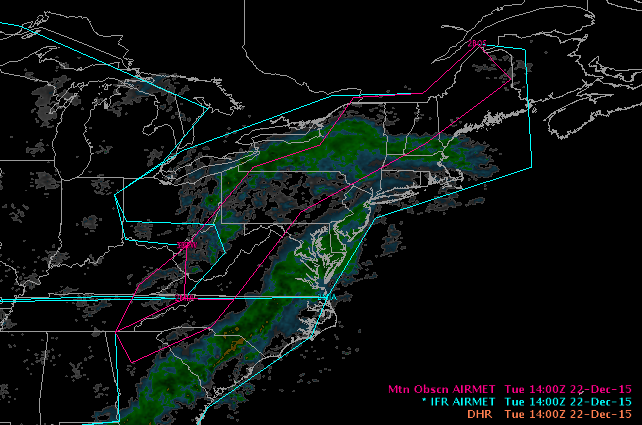 Mtn Obscn AIRMET Tue 14:00Z 22-Dec-15
* IFR AIRMET Tue 14:00Z 22-Dec-15
DHR Tue 14:00Z 22-Dec-15